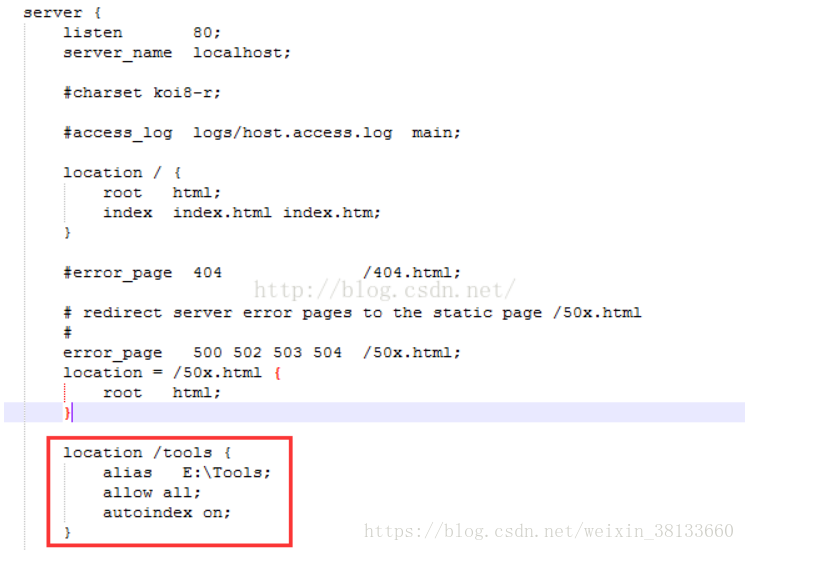 server {
listen 80;
server_name localhost;
#charset koi8-r;
#access_log logs/host.access.log main;
location / {
root html;
index index.html index.htm;
}
#error_page 404 /404.html;
http://blog.csdn.net/
# redirect server error pages to the static page /50x.html
#
error_page 500 502 503 504 /50x.html;
location = /50x.html {
root html;
}
location /tools {
alias E:\Tools;
allow all;
autoindex on;
}
https://blog.csdn.net/weixin_38133660